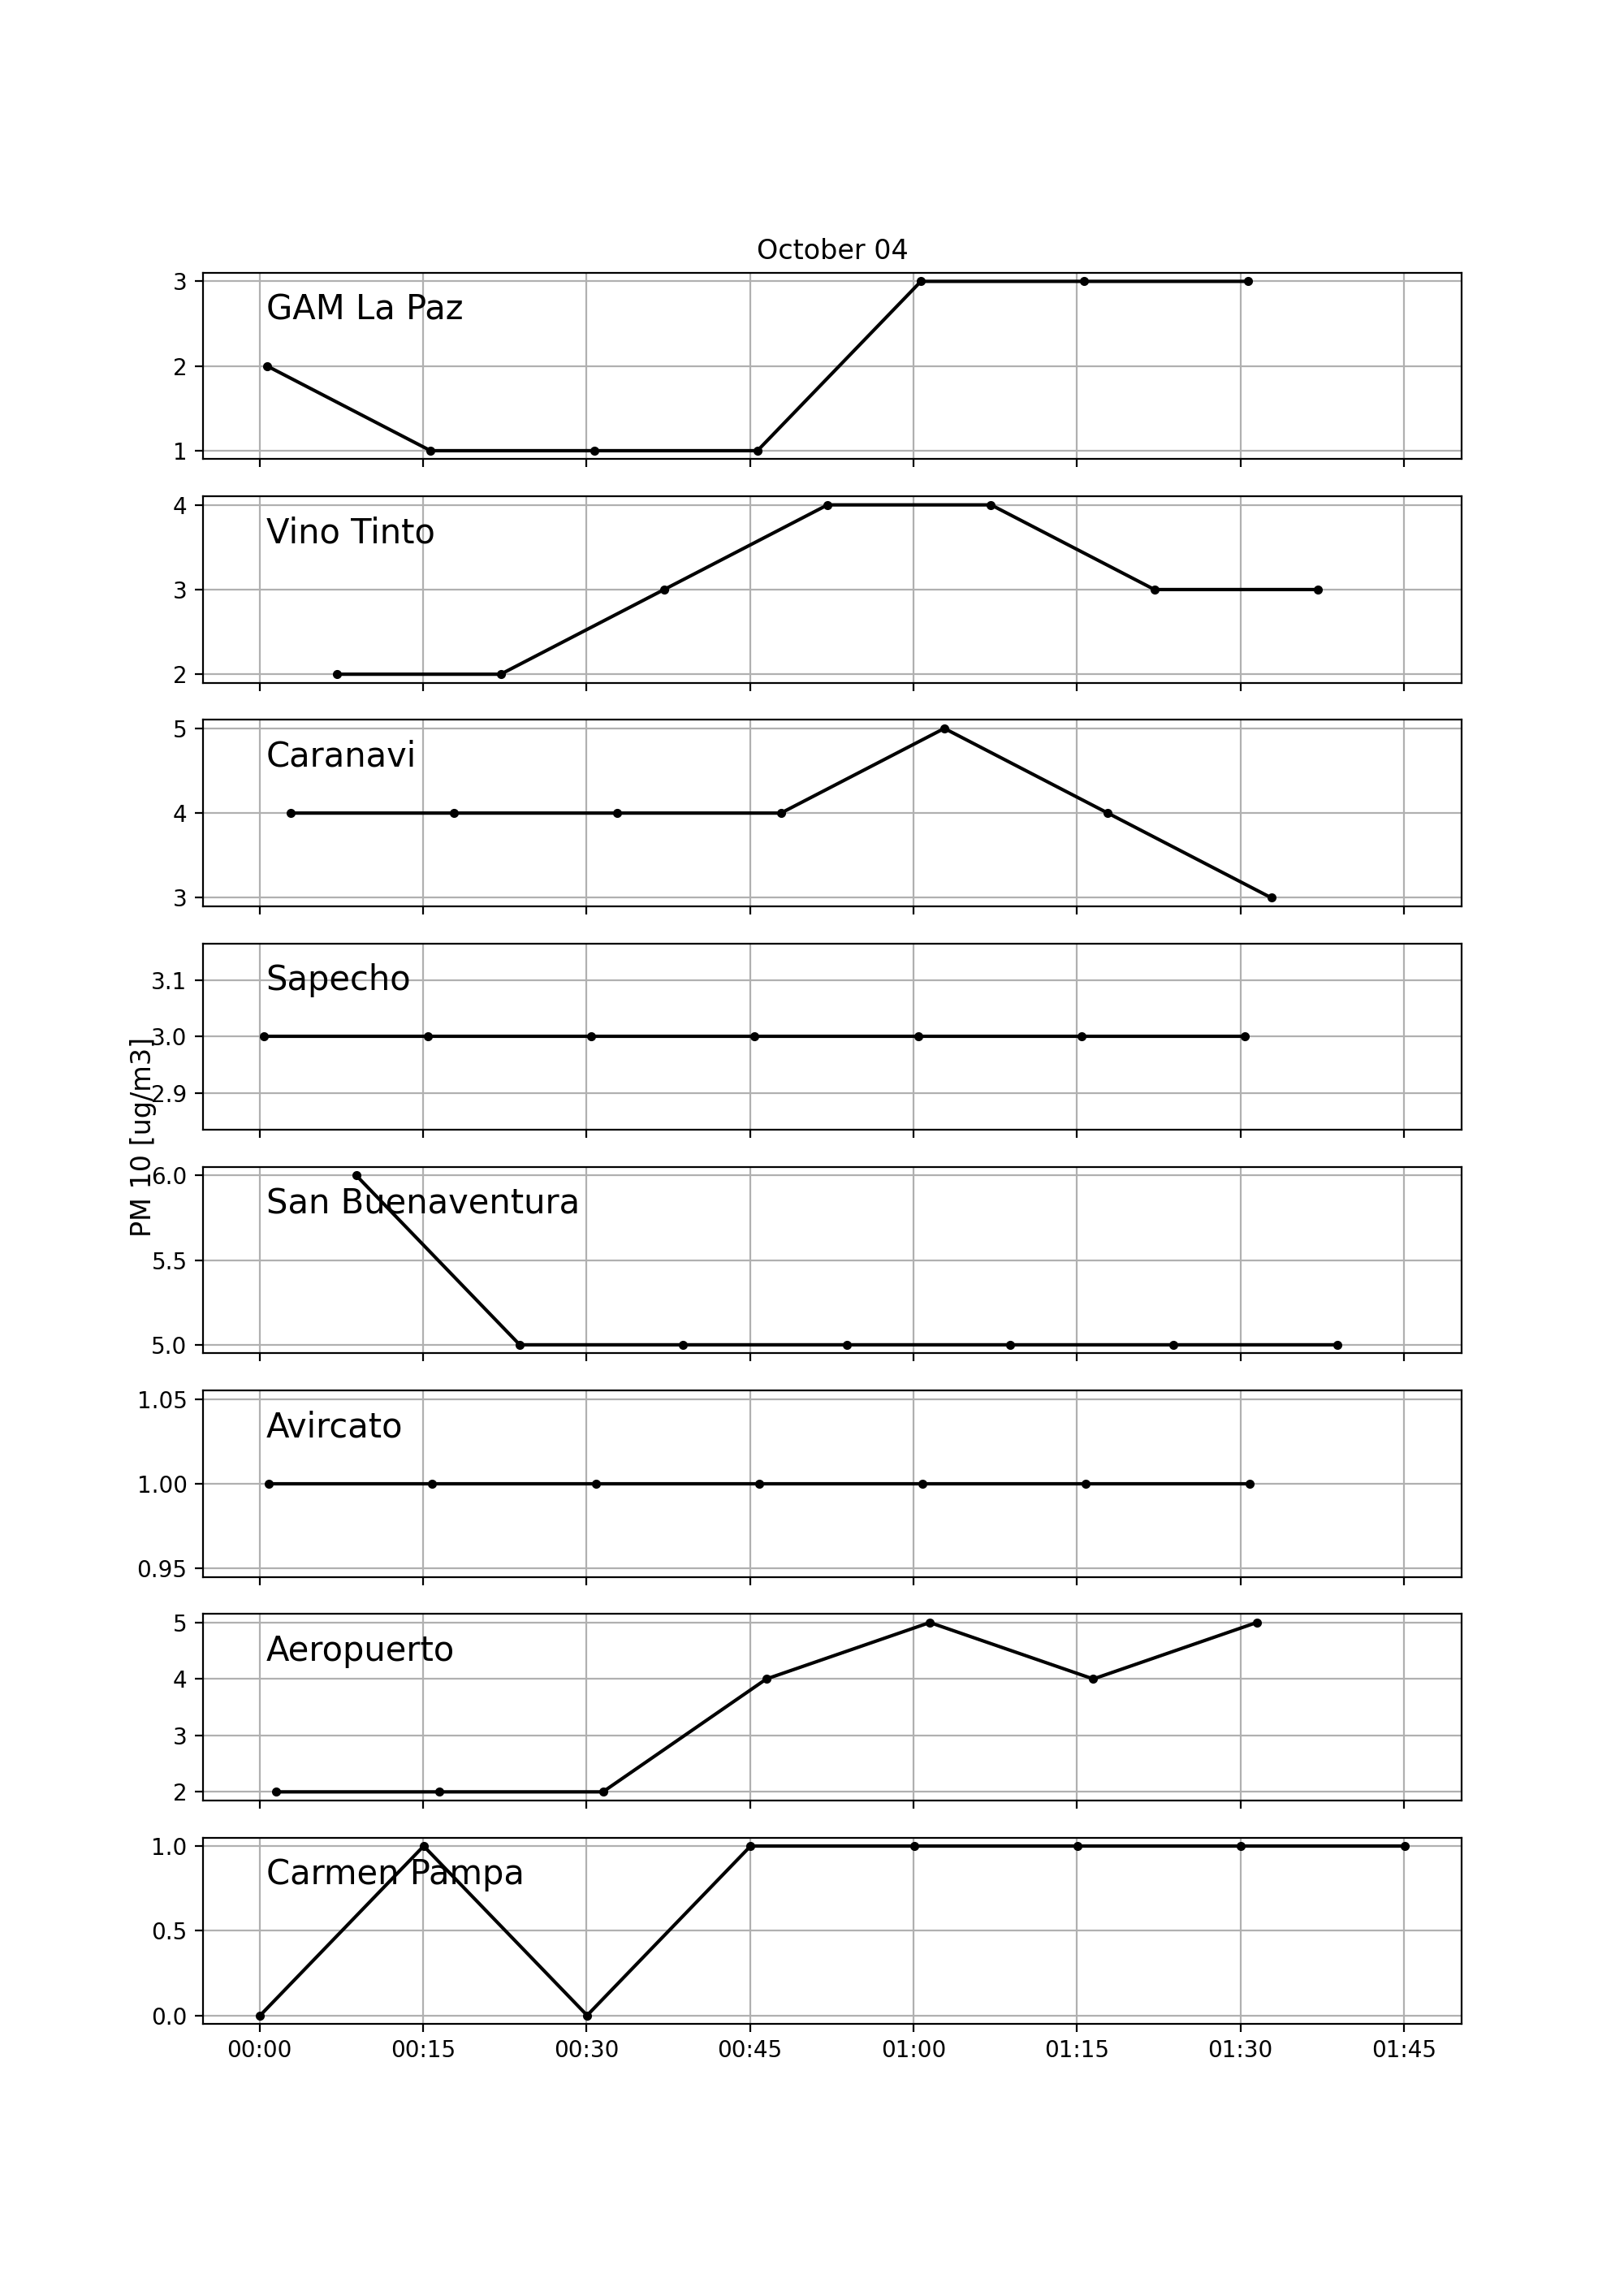 October 04
3
GAM La Paz
2
1
4
Vino Tinto
3
2
5
Caranavi
4
3
3.1
Sapecho
3.0
2.9
PM 10 [ug/m3]
6.0
San Buenaventura
5.5
5.0
1.05
Avircato
1.00
0.95
5
Aeropuerto
4
3
2
1.0
Carmen Pampa
0.5
0.0
00:00 00:15 00:30 00:45 01:00 01:15 01:30 01:45